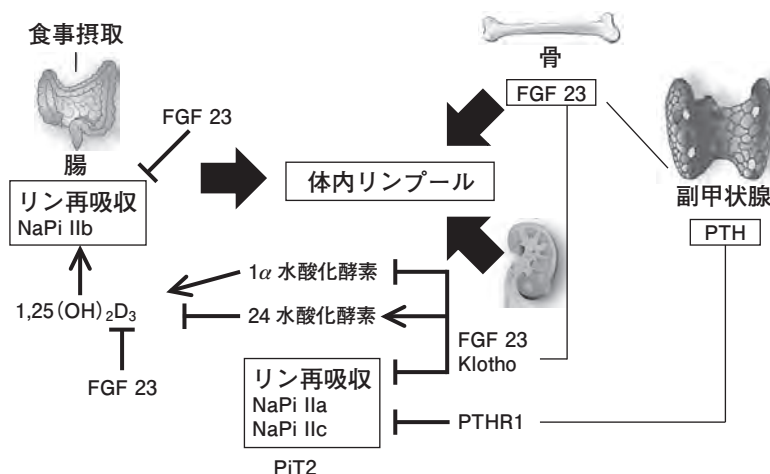 食事摂取
腸
FGF 23
リン再吸収
NaPi IIb
1,25(OH)₂D₃
FGF 23
体内リンプール
骨
FGF 23
副甲状腺
PTH
1α 水酸化酵素
24 水酸化酵素
FGF 23
Klotho
リン再吸収
NaPi IIa
NaPi IIc
PTHR1
PiT2